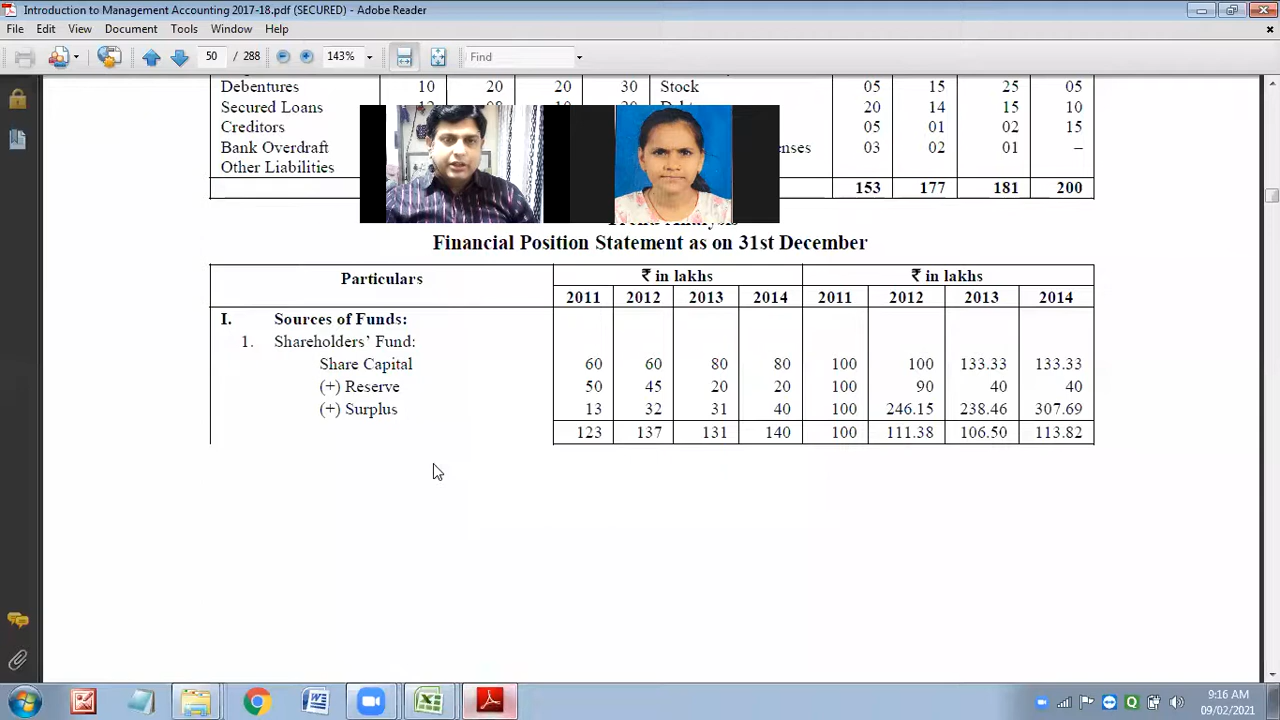 Introduction to Management Accounting 2017-18.pdf (SECURED) - Adobe Reader
File Edit View Document Tools Window Help
50 / 288 143% Find
Debentures 10 20 20 30 Stock 05 15 25 05
Secured Loans 20 14 15 10
Creditors 05 01 02 15
Bank Overdraft 03 02 01 –
Other Liabilities
153 177 181 200
Financial Position Statement as on 31st December
Particulars ₹ in lakhs ₹ in lakhs
2011 2012 2013 2014 2011 2012 2013 2014
I. Sources of Funds:
1. Shareholders' Fund:
Share Capital 60 60 80 80 100 100 133.33 133.33
(+) Reserve 50 45 20 20 100 90 40 40
(+) Surplus 13 32 31 40 100 246.15 238.46 307.69
123 137 131 140 100 111.38 106.50 113.82
9:16 AM
09/02/2021